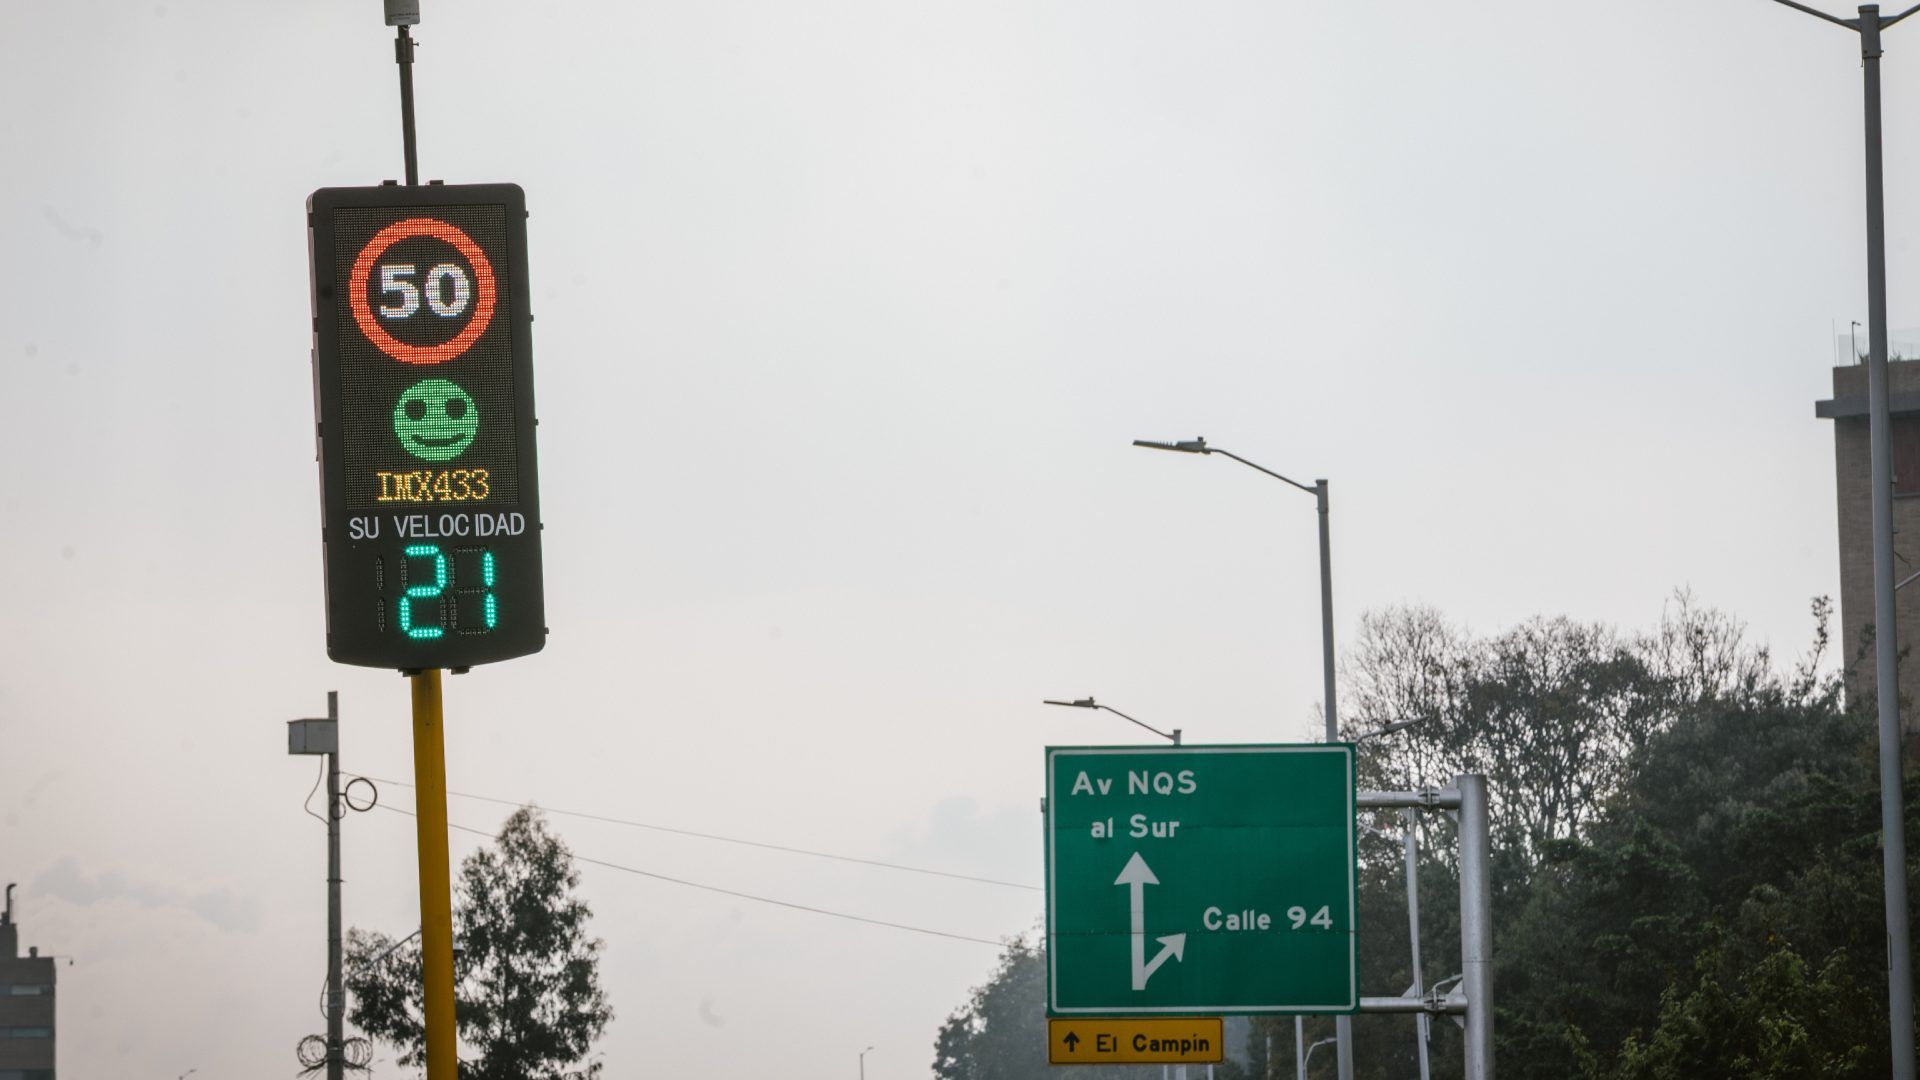 50
IMX433
SU VELOCIDAD
21
Av NQS
al Sur
Calle 94
El Campin